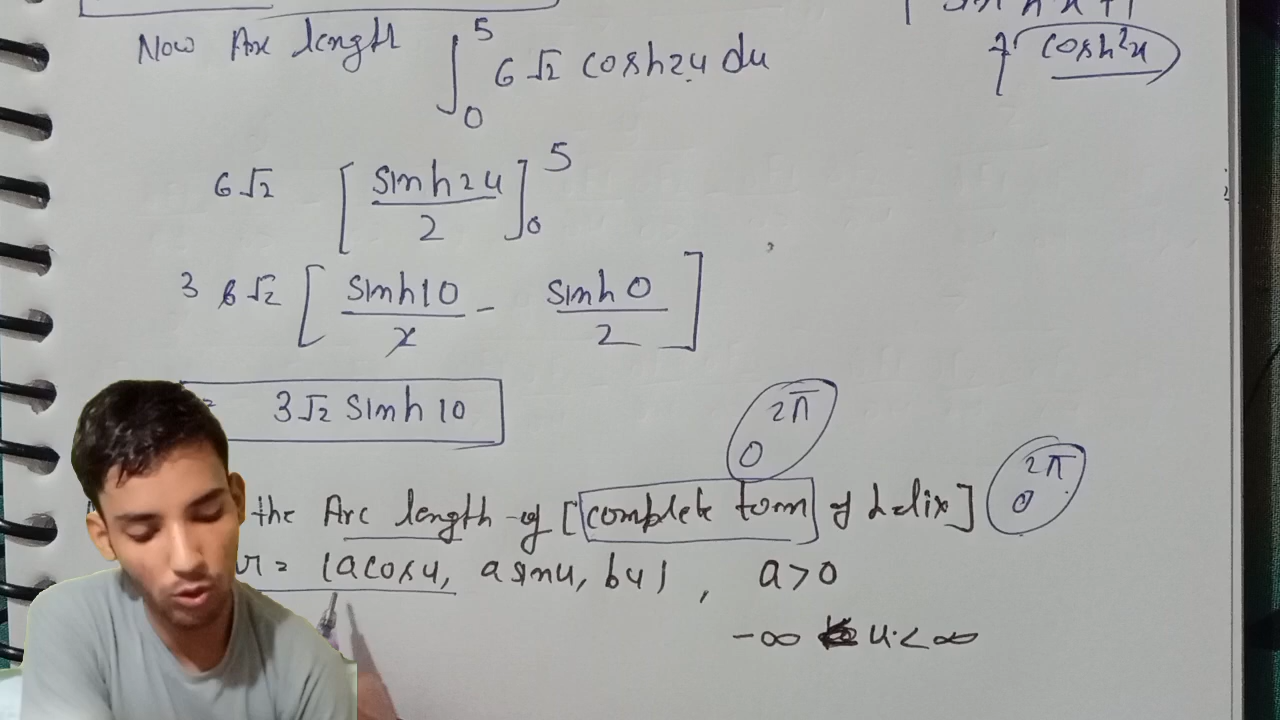 Now Arc length ∫₀⁵ 6√2 cosh2u du
cosh²u
6√2 [sinh2u/2]₀⁵
3 6√2 [sinh10/2 - sinh0/2]
= 3√2 Sinh10
0 2π
the Arc length of [complete torn of helix] 0 2π
r = (acosu, asinu, bu), a>0
-∞ < u < ∞